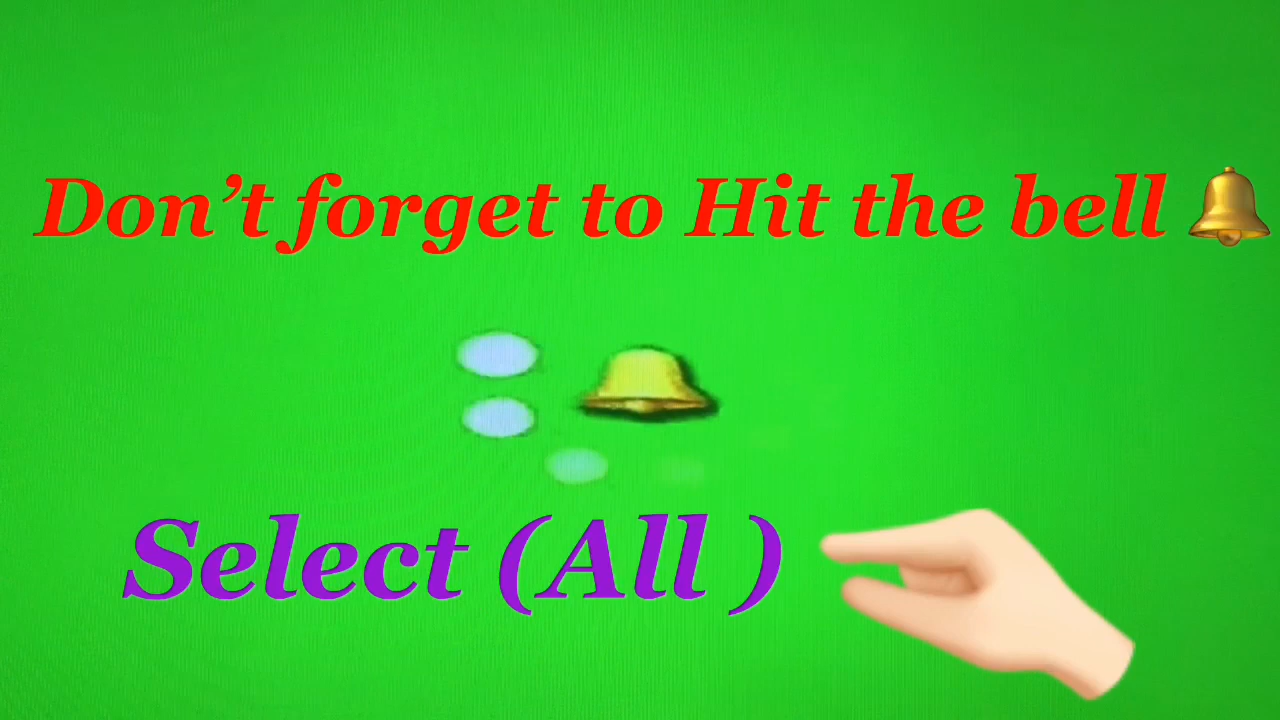 Don’t forget to Hit the bell 🔔
Select (All )